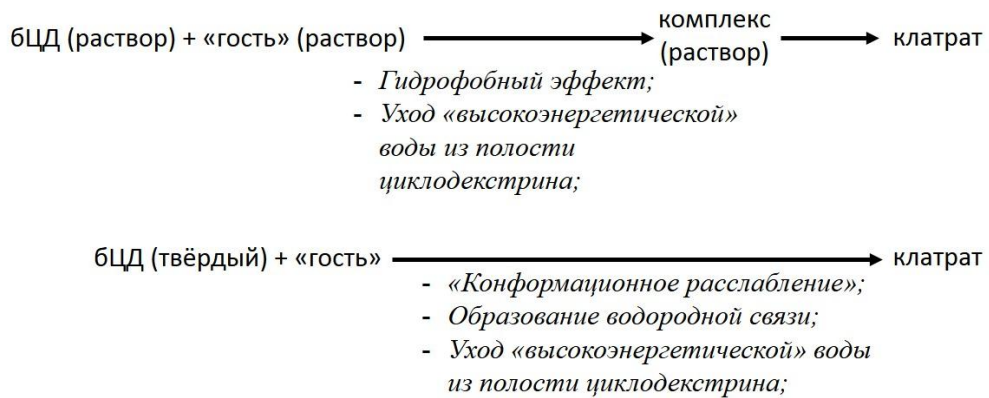 бЦД (раствор) + «гость» (раствор)
комплекс
(раствор)
клатрат
- Гидрофобный эффект;
- Уход «высокоэнергетической»
воды из полости
циклодекстрина;
бЦД (твёрдый) + «гость»
клатрат
- «Конформационное расслабление»;
- Образование водородной связи;
- Уход «высокоэнергетической» воды
из полости циклодекстрина;